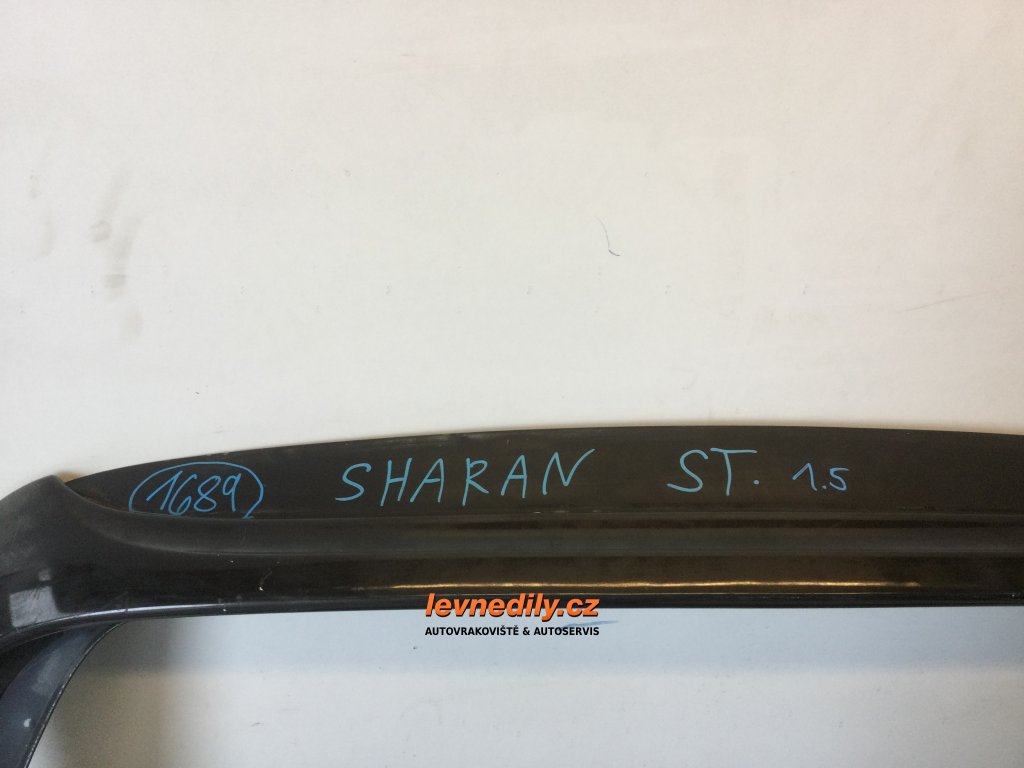 1689 SHARAN ST. 1.5
levnedily.cz
AUTOVRAKOVIŠTĚ & AUTOSERVIS